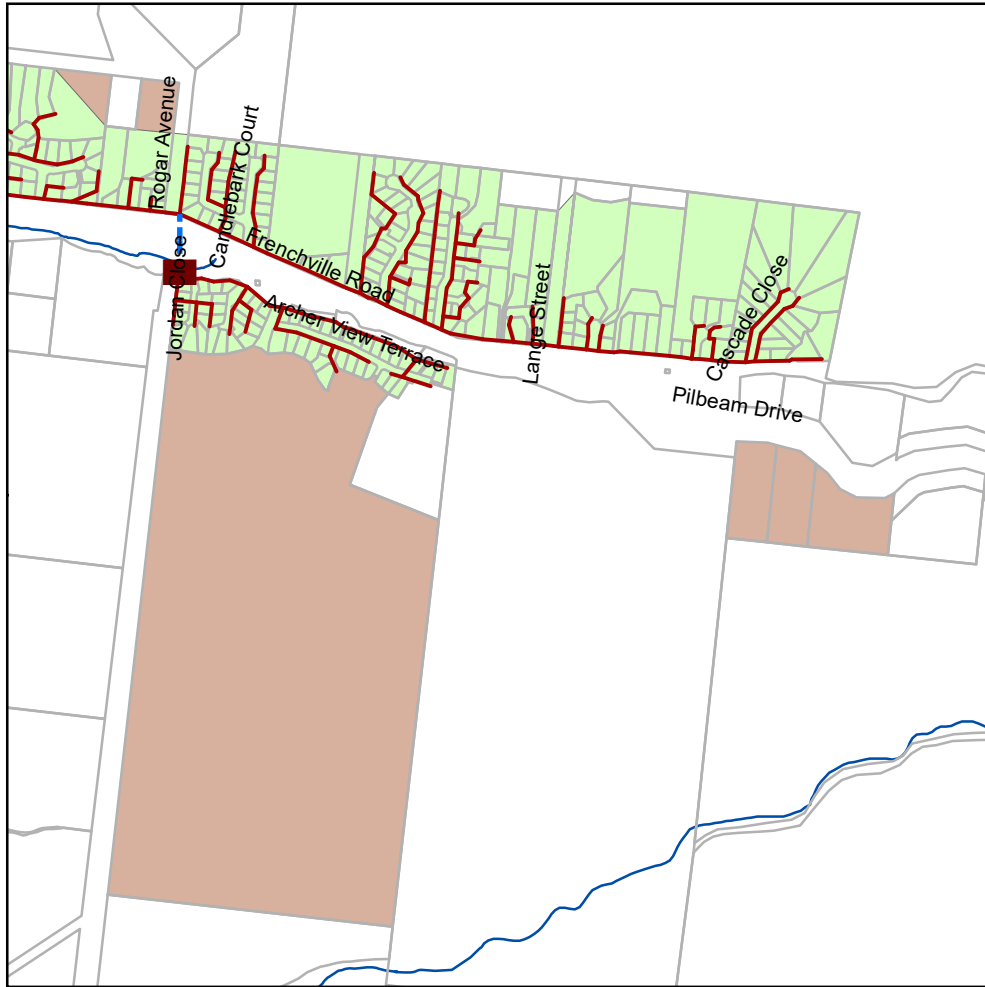 Rogar Avenue
Candlebark Court
Frenchville Road
Jordan Close
Archer View Terrace
Lange Street
Cascade Close
Pilbeam Drive